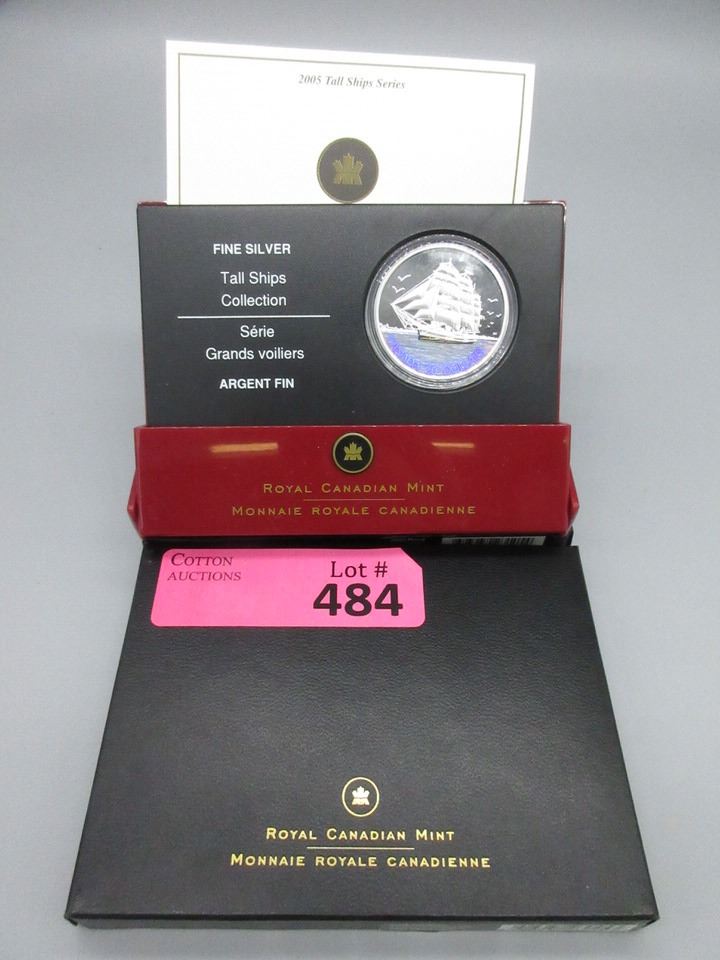 2005 Tall Ships Series
FINE SILVER
Tall Ships
Collection
Série
Grands voiliers
ARGENT FIN
ROYAL CANADIAN MINT
MONNAIE ROYALE CANADIENNE
COTTON
AUCTIONS
Lot #
484
ROYAL CANADIAN MINT
MONNAIE ROYALE CANADIENNE